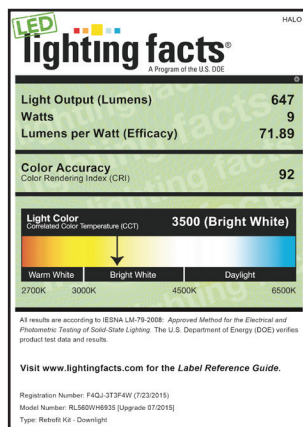 HALO
LED
lighting facts®
A Program of the U.S. DOE
Light Output (Lumens) 647
Watts 9
Lumens per Watt (Efficacy) 71.89
Color Accuracy 92
Color Rendering Index (CRI)
Light Color 3500 (Bright White)
Correlated Color Temperature (CCT)
Warm White Bright White Daylight
2700K 3000K 4500K 6500K
All results are according to IESNA LM-79-2008: Approved Method for the Electrical and
Photometric Testing of Solid-State Lighting. The U.S. Department of Energy (DOE) verifies
product test data and results.
Visit www.lightingfacts.com for the Label Reference Guide.
Registration Number: F4QJ-3T3F4W (7/23/2015)
Model Number: RL560WH6935 [Upgrade 07/2015]
Type: Retrofit Kit - Downlight